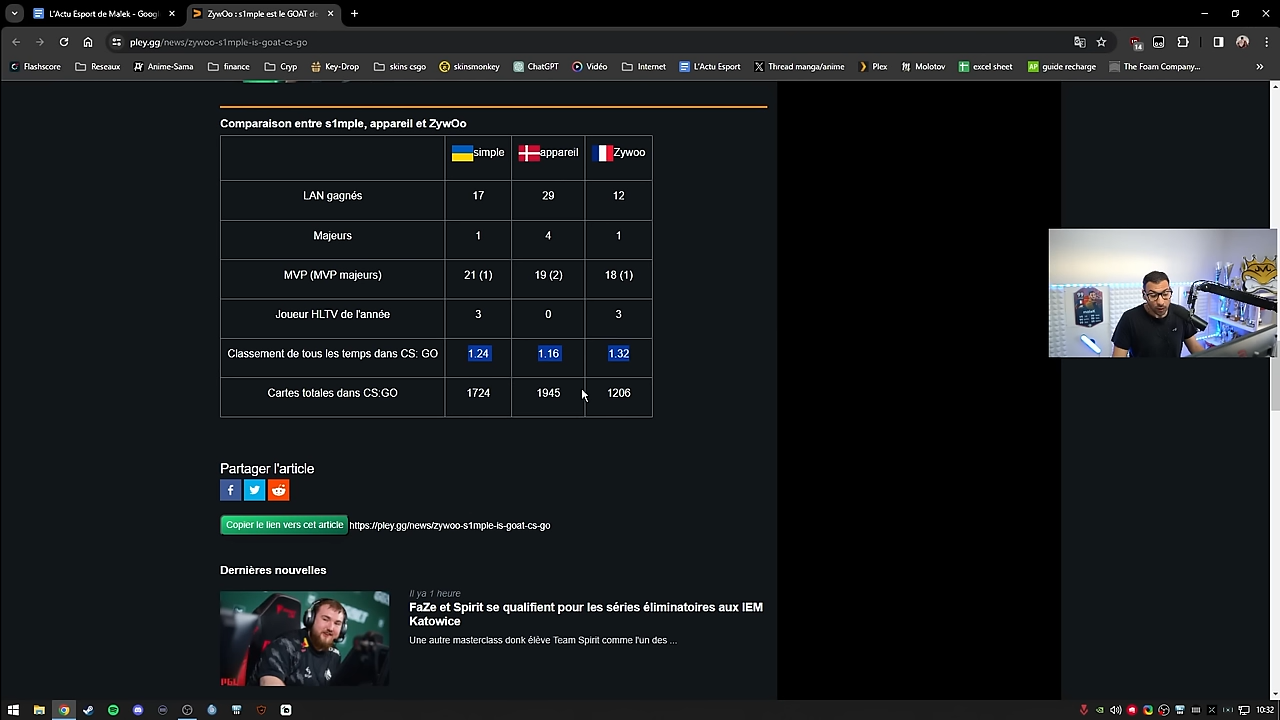 L'Actu Esport de Malek - Googl
ZywOo : s1mple est le GOAT de
pley.gg/news/zywoo-s1mple-is-goat-cs-go
14
Flashscore
Reseaux
Anime-Sama
finance
Cryp
Key-Drop
skins csgo
skinsmonkey
ChatGPT
Vidéo
Internet
L'Actu Esport
Thread manga/anime
Plex
Molotov
excel sheet
guide recharge
The Foam Company...
Comparaison entre s1mple, appareil et ZywOo
simple appareil Zywoo
LAN gagnés 17 29 12
Majeurs 1 4 1
MVP (MVP majeurs) 21 (1) 19 (2) 18 (1)
Joueur HLTV de l'année 3 0 3
Classement de tous les temps dans CS: GO 1.24 1.16 1.32
Cartes totales dans CS:GO 1724 1945 1206
Partager l'article
Copier le lien vers cet article https://pley.gg/news/zywoo-s1mple-is-goat-cs-go
Dernières nouvelles
Il ya 1 heure
FaZe et Spirit se qualifient pour les séries éliminatoires aux IEM
Katowice
Une autre masterclass donk élève Team Spirit comme l'un des ...
10:32